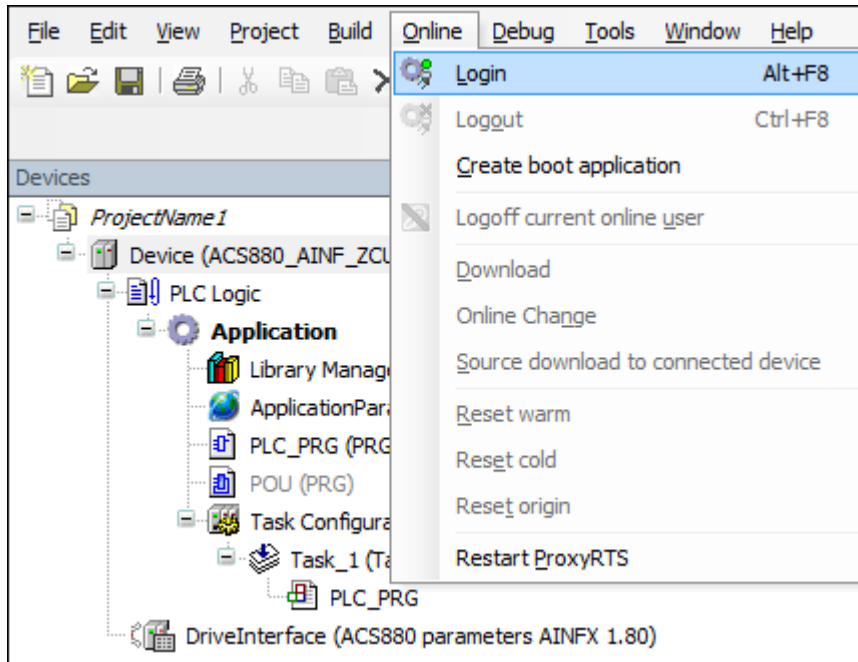 File Edit View Project Build Online Debug Tools Window Help
Login Alt+F8
Logout Ctrl+F8
Create boot application
Logoff current online user
Download
Online Change
Source download to connected device
Reset warm
Reset cold
Reset origin
Restart ProxyRTS
Devices
ProjectName1
Device (ACS880_AINF_ZCU
PLC Logic
Application
Library Manag
ApplicationPar
PLC_PRG (PRG
POU (PRG)
Task Configura
Task_1 (Ta
PLC_PRG
DriveInterface (ACS880 parameters AINFX 1.80)